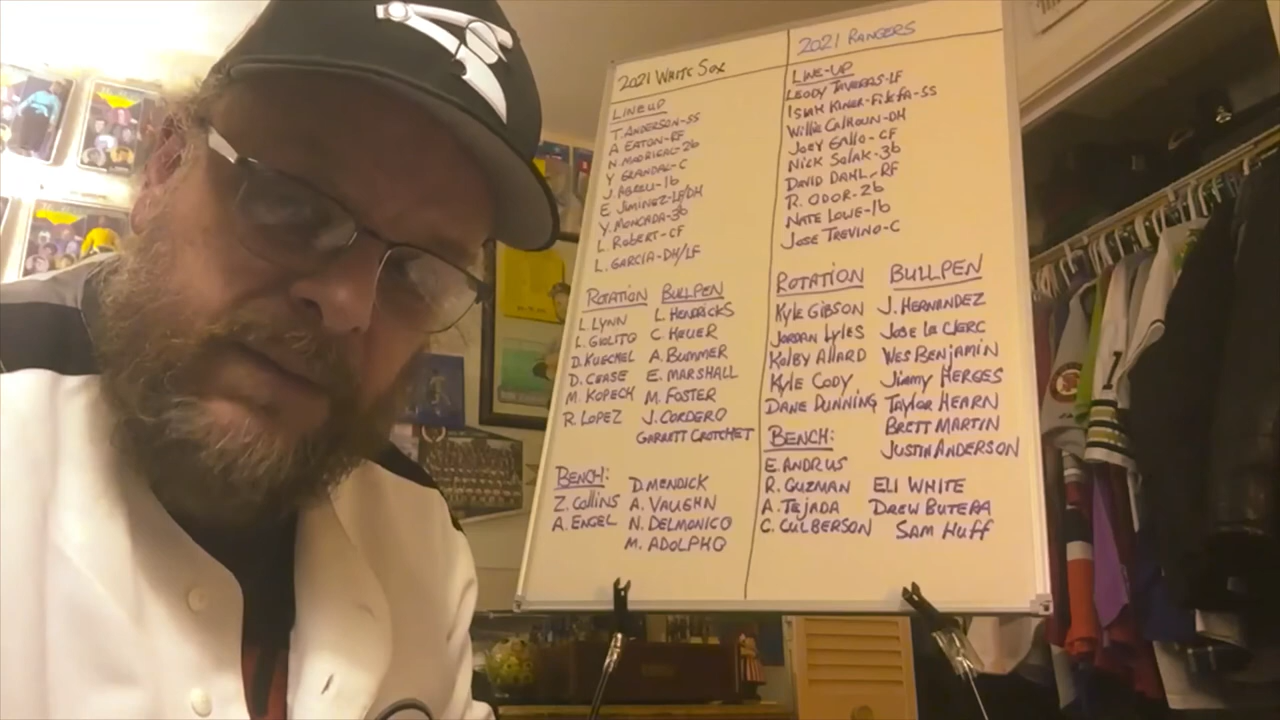 2021 WHITE SOX
LINEUP
T. ANDERSON-SS
A EATON-RF
N. MADRIGAL-2b
Y GRANDAL-C
J. ABREU-1b
E JIMINEZ-LF/DH
Y. MONCADA-3b
L. ROBERT-CF
L. GARCIA-DH/LF
ROTATION BULLPEN
L. LYNN L. HENDRICKS
L. GIOLITO C. HEUER
D. KUECHEL A. BUMMER
D. CEASE E. MARSHALL
M. KOPECH M. FOSTER
R. LOPEZ J. CORDERO
GARRETT CROTCHET
BENCH:
Z. COLLINS
A. ENGEL
D. MENDICK
A. VAUGHN
N. DELMONICO
M. ADOLPHO
2021 RANGERS
LINE-UP
LEODY TAVERAS-LF
ISIAH KINER-FILEFA-SS
WILLIE CALHOUN-DH
JOEY GALLO-CF
NICK SOLAK-3b
DAVID DAHL-RF
R. ODOR-2b
NATE LOWE-1b
JOSE TREVINO-C
ROTATION BULLPEN
KYLE GIBSON J. HERNANDEZ
JORDAN LYLES JOSE LE CLERC
KOLBY ALLARD WES BENJAMIN
KYLE CODY JIMMY HERGES
DANE DUNNING TAYLOR HEARN
BRETT MARTIN
JUSTIN ANDERSON
BENCH:
E. ANDRUS
R. GUZMAN ELI WHITE
A. TEJADA DREW BUTERA
C. CULBERSON SAM HUFF